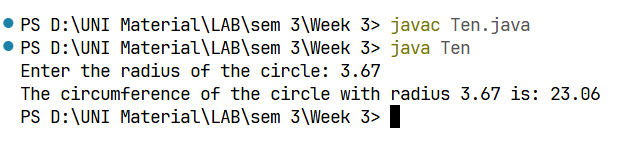 PS D:\UNI Material\LAB\sem 3\Week 3> javac Ten.java
PS D:\UNI Material\LAB\sem 3\Week 3> java Ten
Enter the radius of the circle: 3.67
The circumference of the circle with radius 3.67 is: 23.06
PS D:\UNI Material\LAB\sem 3\Week 3>